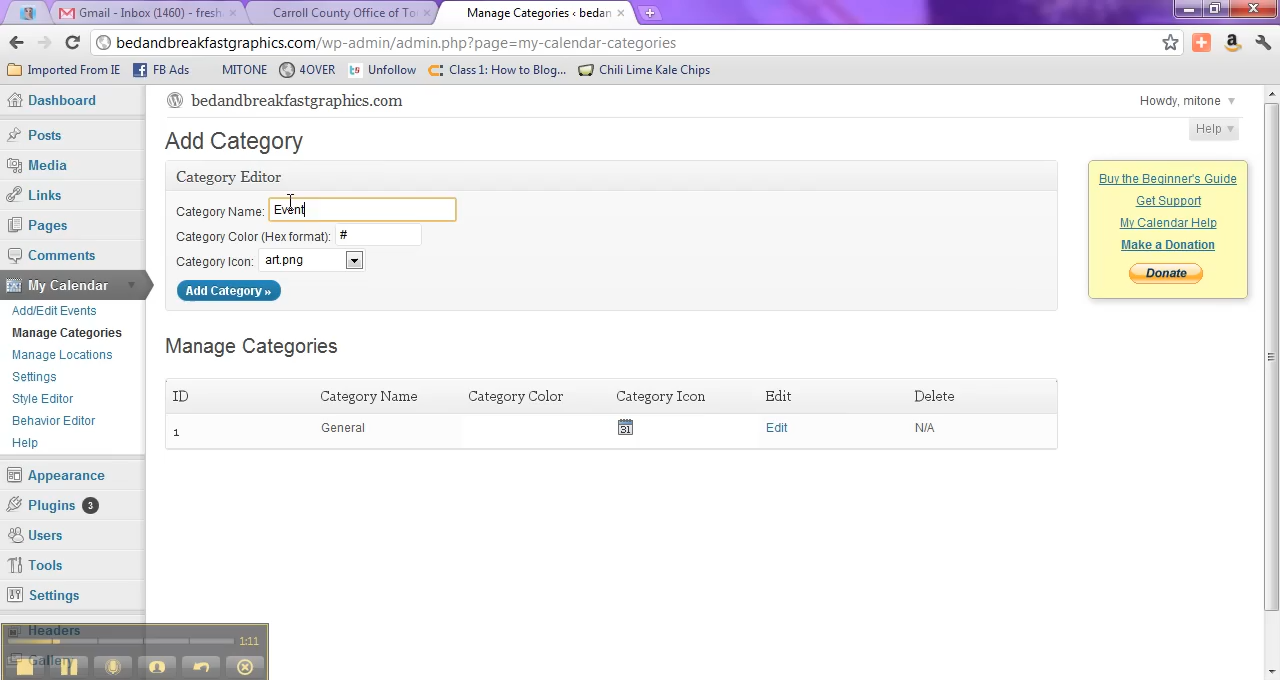 Gmail - Inbox (1460) - fresh
Carroll County Office of To
Manage Categories ‹ bedan
bedandbreakfastgraphics.com/wp-admin/admin.php?page=my-calendar-categories
Imported From IE
FB Ads
MITONE
4OVER
Unfollow
Class 1: How to Blog...
Chili Lime Kale Chips
Dashboard
Posts
Media
Links
Pages
Comments
My Calendar
Add/Edit Events
Manage Categories
Manage Locations
Settings
Style Editor
Behavior Editor
Help
Appearance
Plugins 3
Users
Tools
Settings
Headers
Gallery
1:11
bedandbreakfastgraphics.com
Howdy, mitone
Help
Add Category
Category Editor
Category Name: Event
Category Color (Hex format): #
Category Icon: art.png
Add Category »
Buy the Beginner's Guide
Get Support
My Calendar Help
Make a Donation
Donate
Manage Categories
ID Category Name Category Color Category Icon Edit Delete
1 General 31 Edit N/A